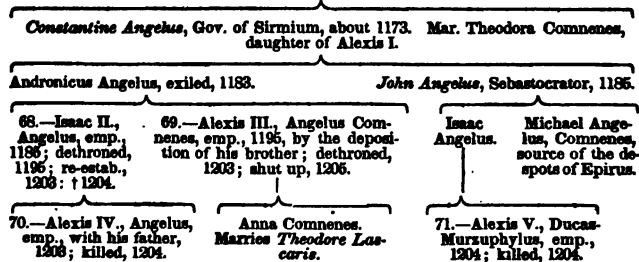 Constantine Angelus, Gov. of Sirmium, about 1173. Mar. Theodora Comnenes,
daughter of Alexis I.
Andronicus Angelus, exiled, 1183.
John Angelus, Sebastocrator, 1185.
68.—Isaac II.,
Angelus, emp.,
1185; dethroned,
1195; re-estab.,
1203: † 1204.
69.—Alexis III., Angelus Com-
nenes, emp., 1195, by the deposi-
tion of his brother; dethroned,
1203; shut up, 1205.
Isaac
Angelus.
Michael Ange-
lus, Comnenes,
source of the des-
pots of Epirus.
70.—Alexis IV., Angelus,
emp., with his father,
1203; killed, 1204.
Anna Comnenes.
Marries Theodore Las-
caris.
71.—Alexis V., Ducas-
Murzuphylus, emp.,
1204; killed, 1204.